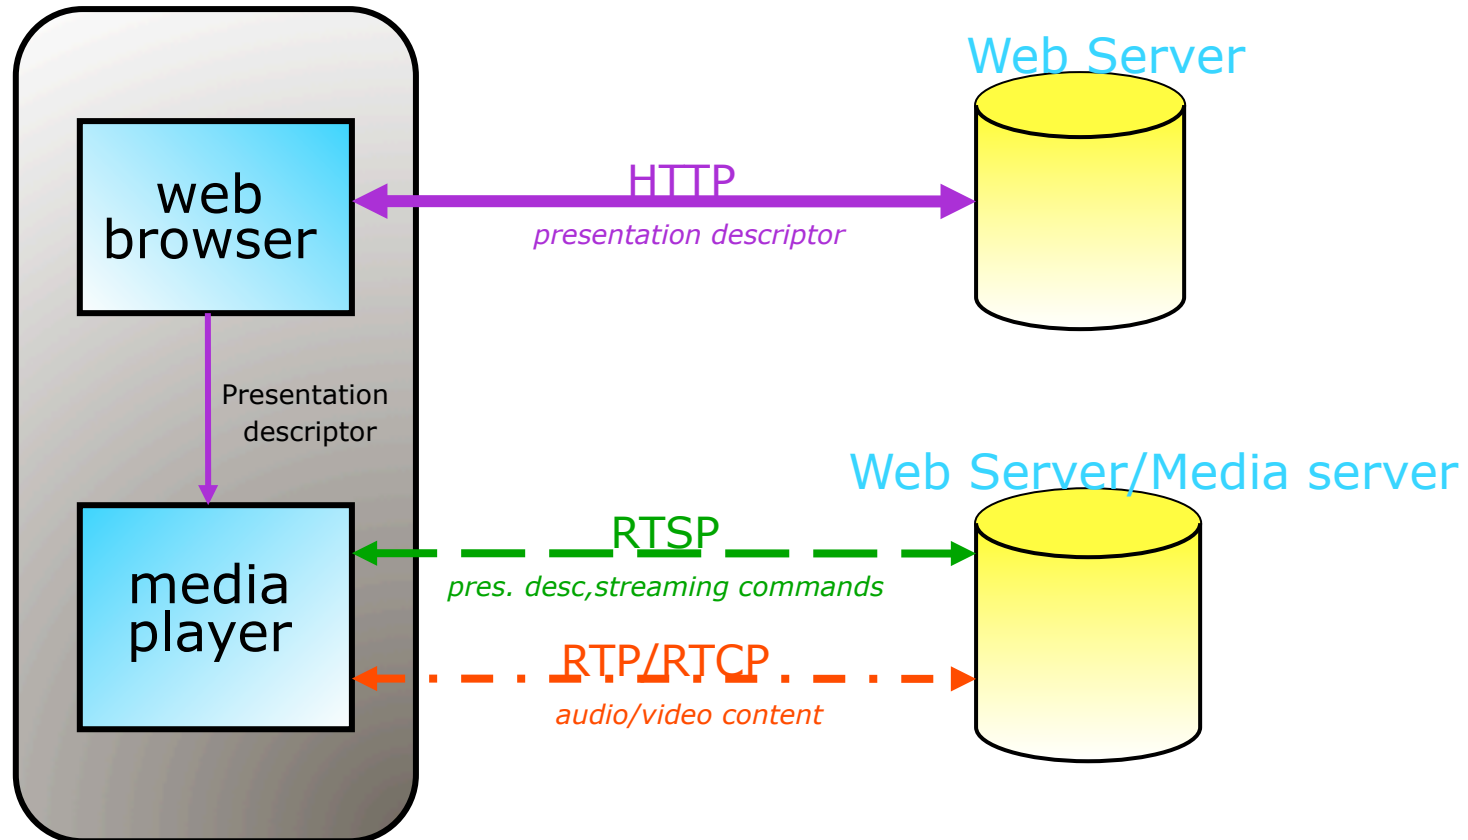 Web Server
web
browser
HTTP
presentation descriptor
Presentation
descriptor
Web Server/Media server
media
player
RTSP
pres. desc,streaming commands
RTP/RTCP
audio/video content